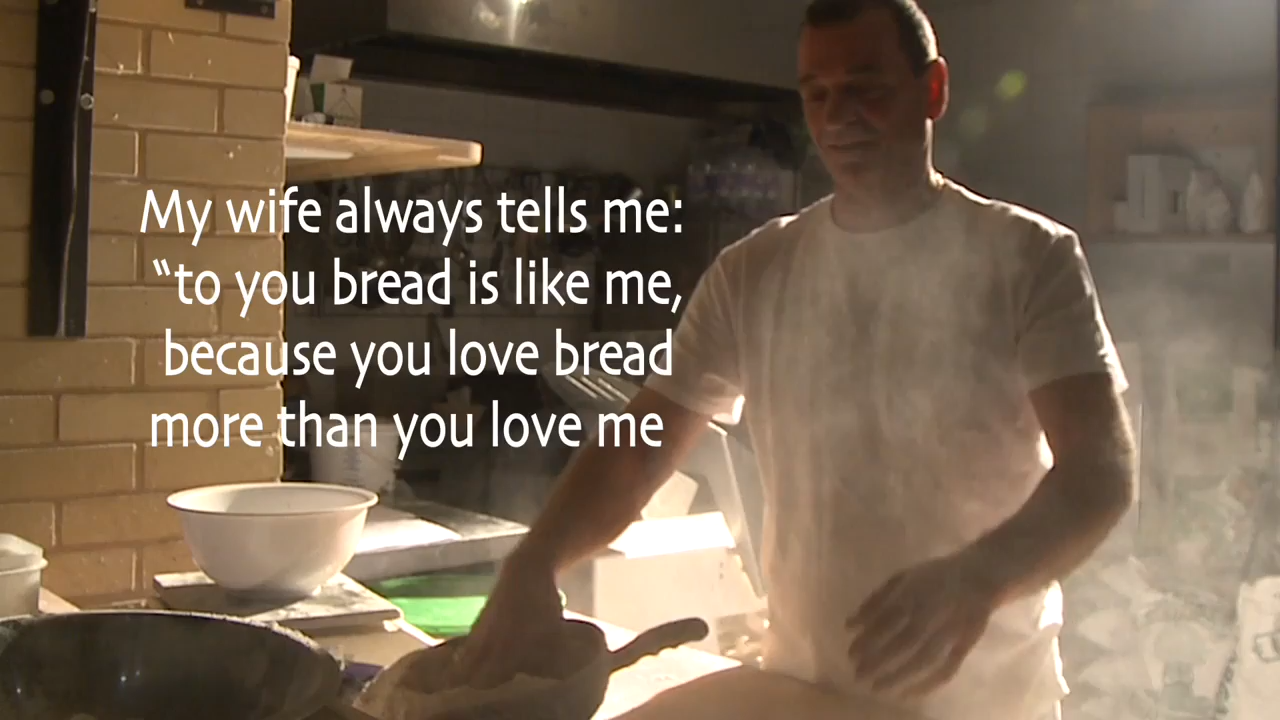 My wife always tells me:
“to you bread is like me,
because you love bread
more than you love me